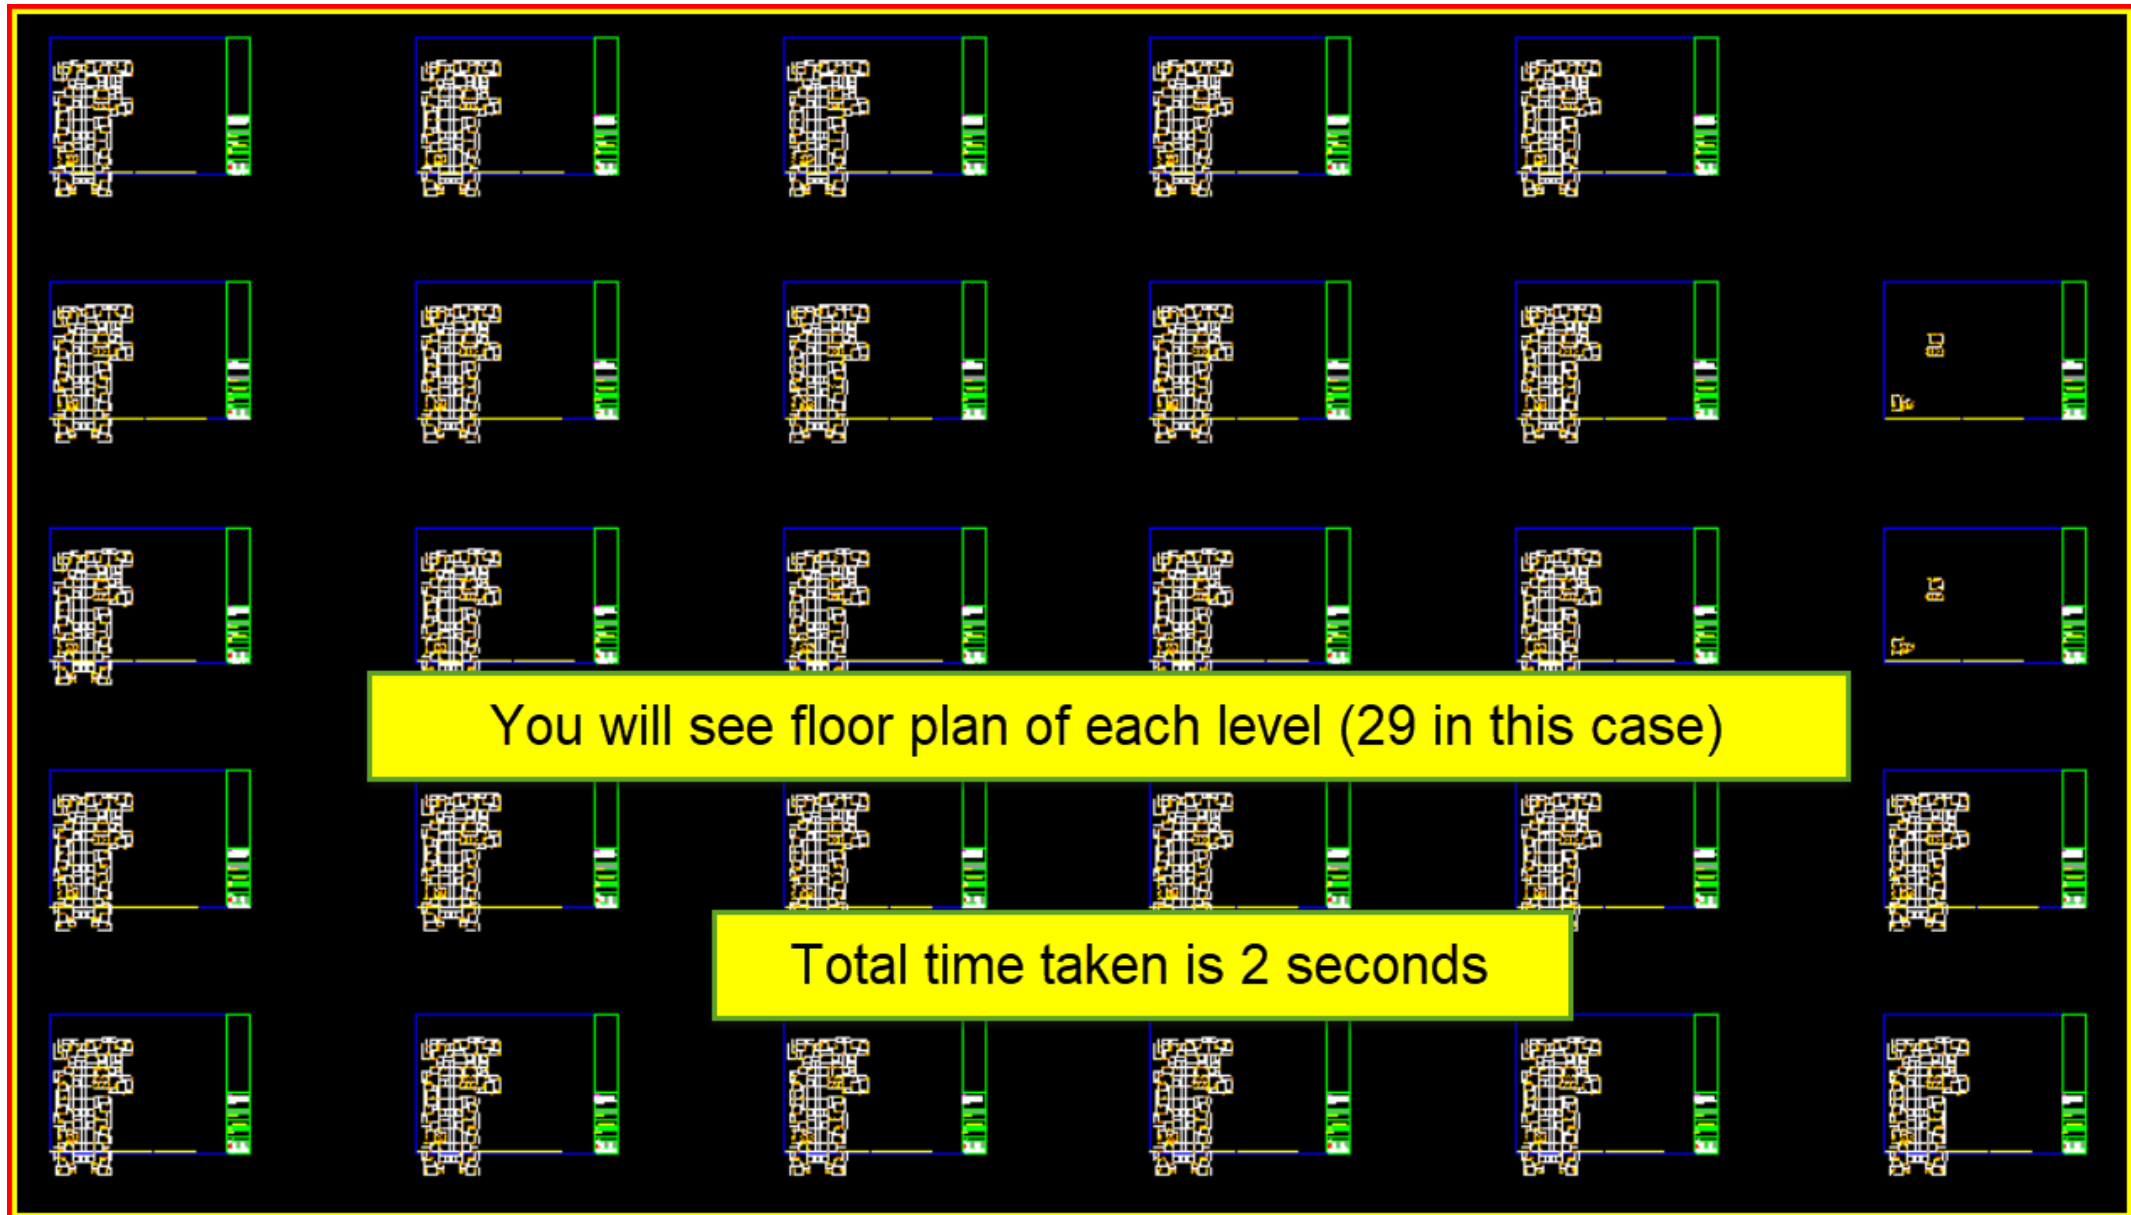 You will see floor plan of each level (29 in this case)
Total time taken is 2 seconds